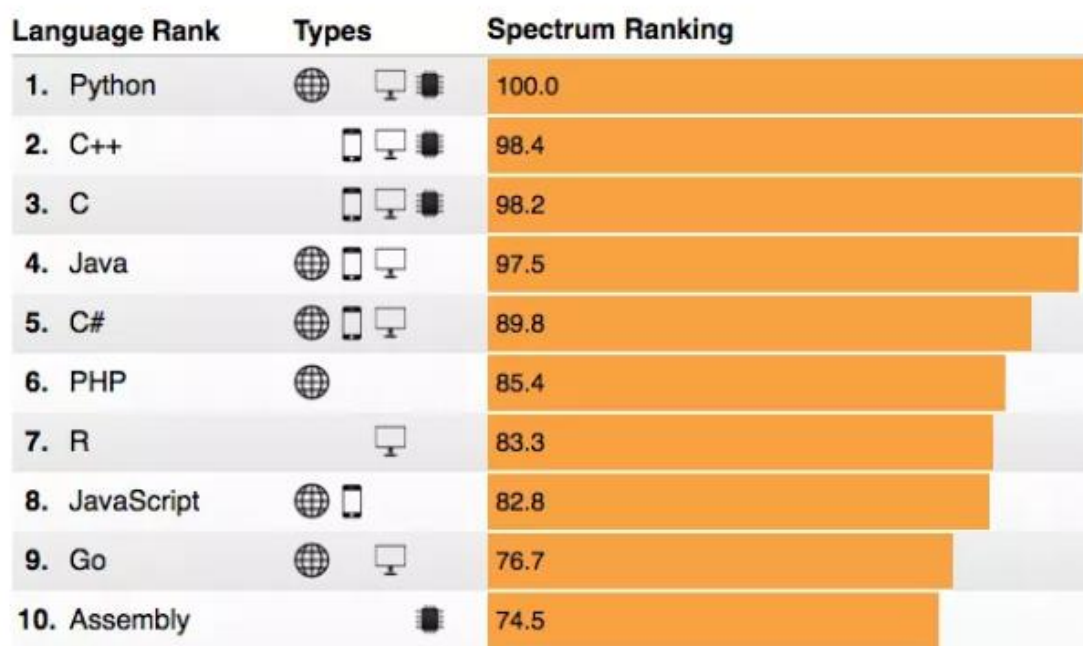 Language Rank Types Spectrum Ranking
1. Python 100.0
2. C++ 98.4
3. C 98.2
4. Java 97.5
5. C# 89.8
6. PHP 85.4
7. R 83.3
8. JavaScript 82.8
9. Go 76.7
10. Assembly 74.5